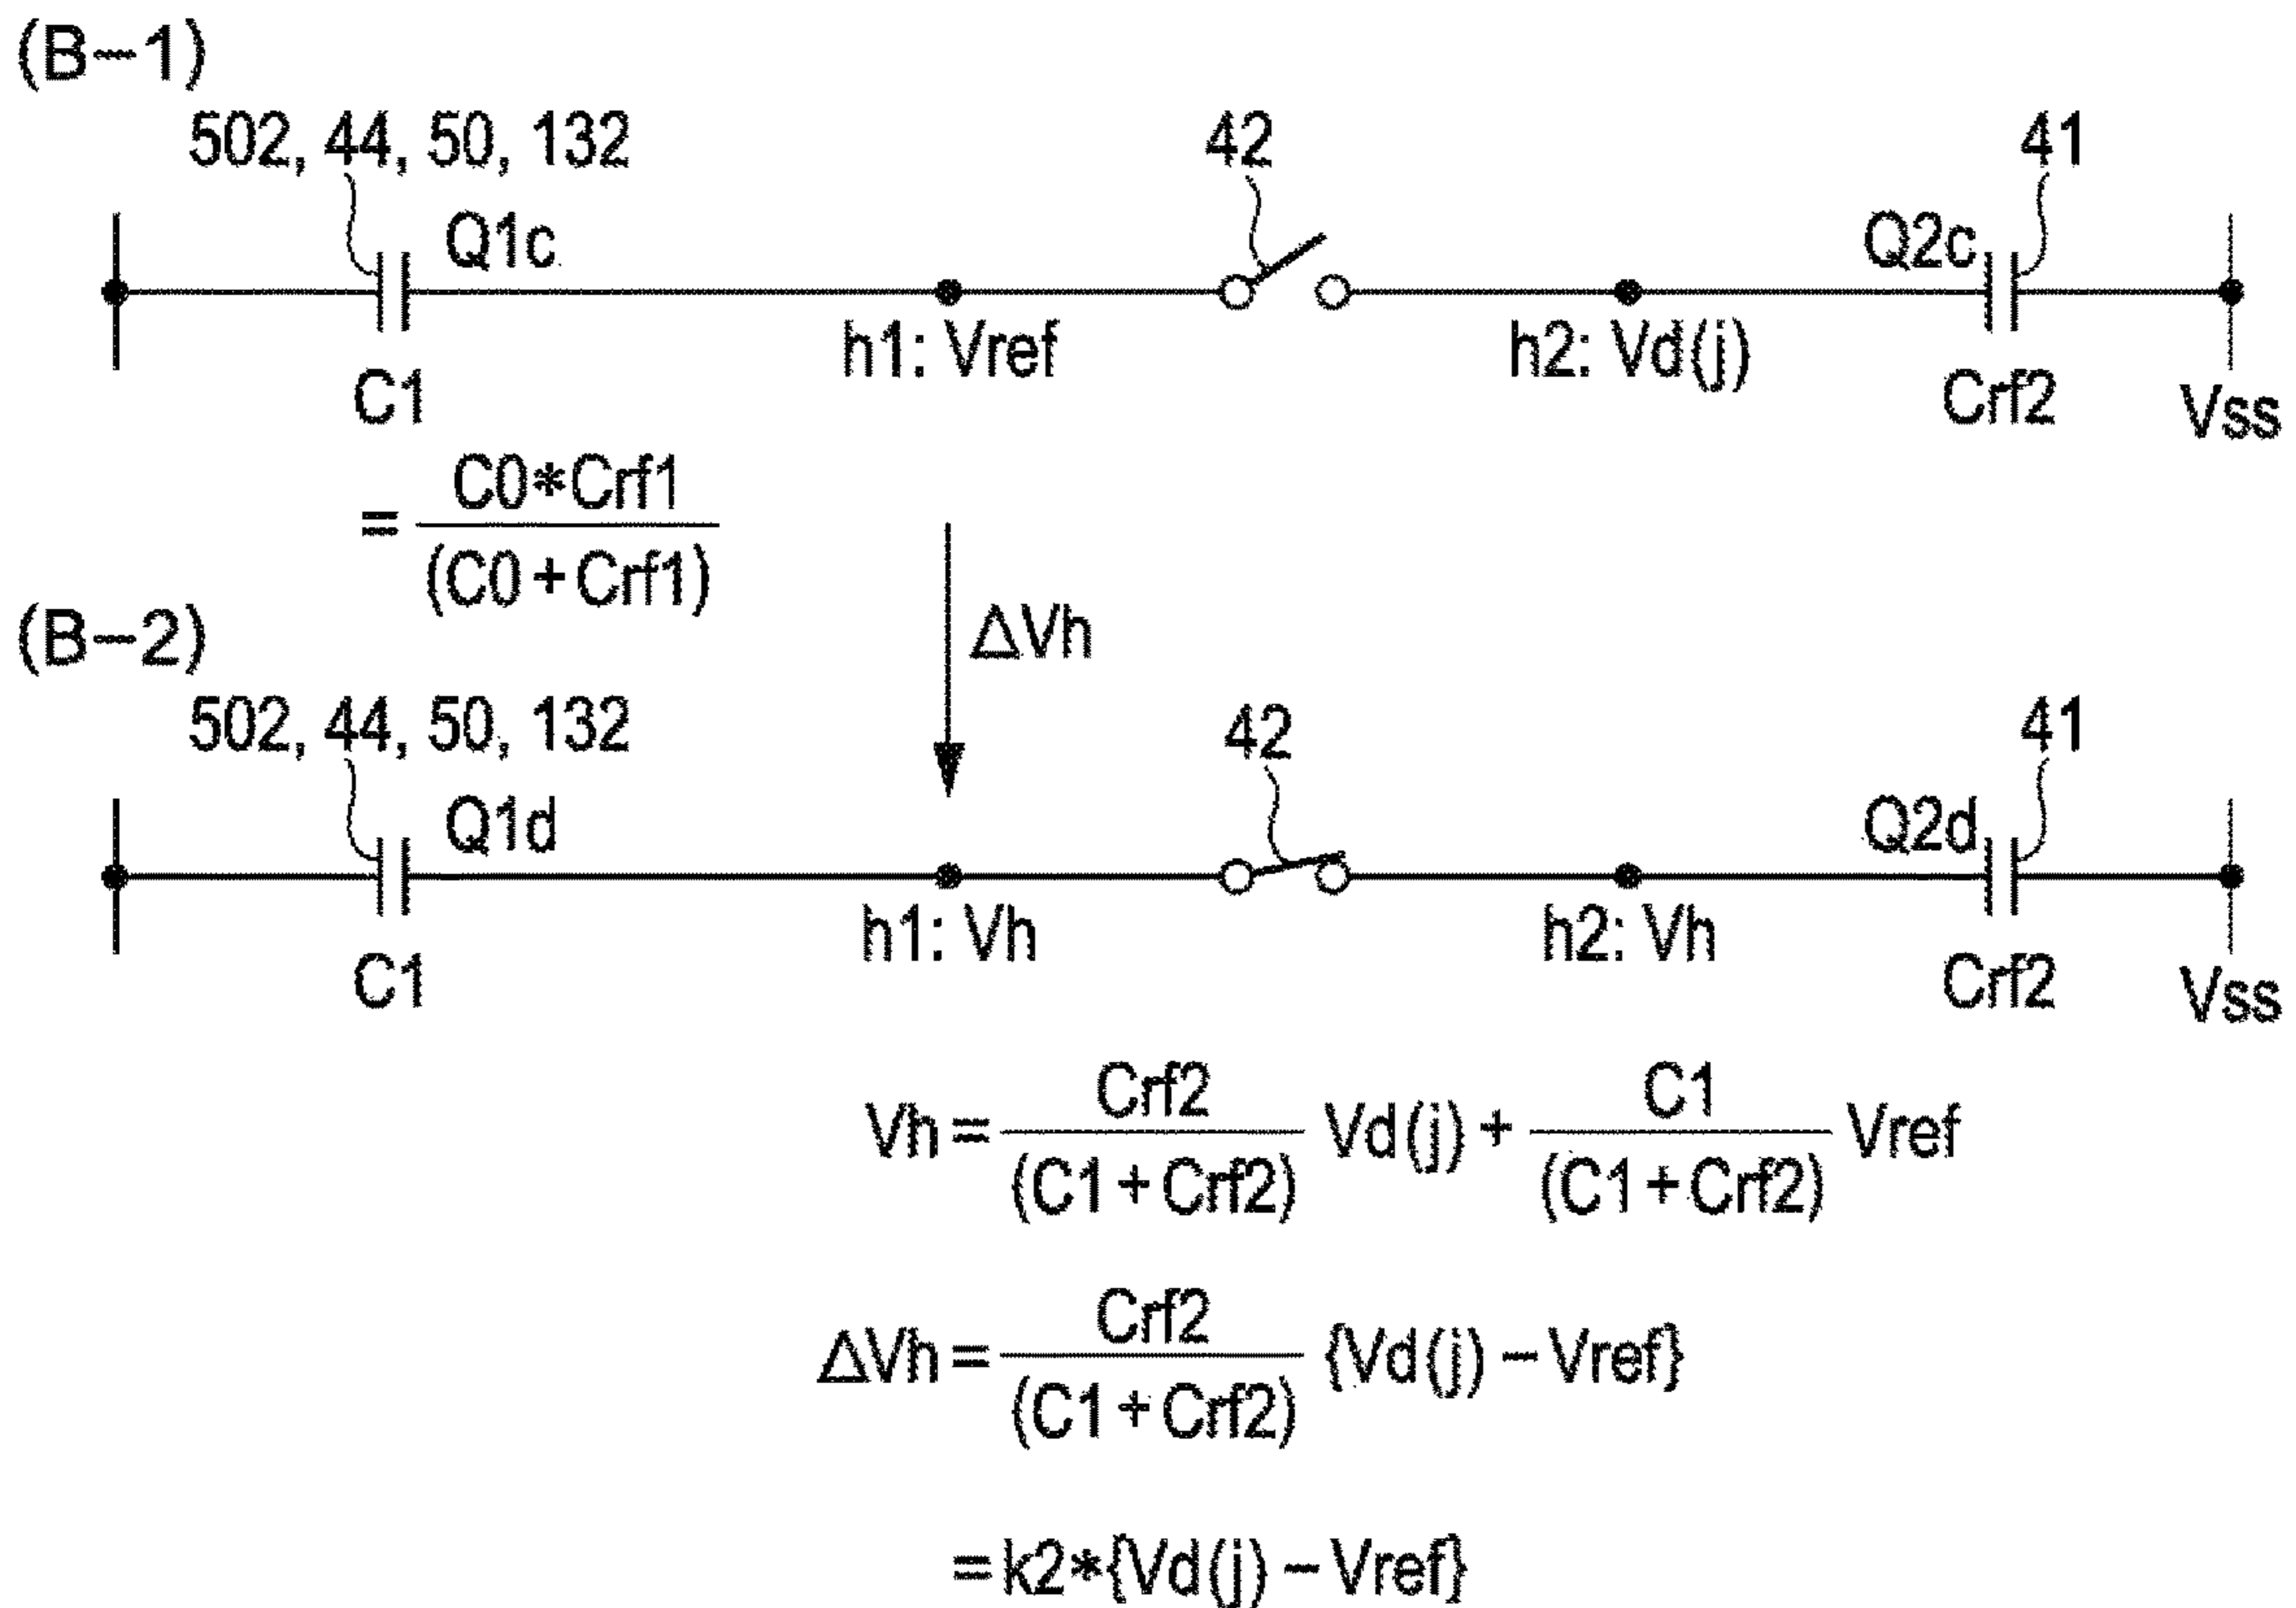 (B-1)
502, 44, 50, 132
42
41
Q1c
Q2c
h1: Vref
h2: Vd(j)
C1
Crf2
Vss
= C0*Crf1
(C0+Crf1)
ΔVh
(B-2)
502, 44, 50, 132
42
41
Q1d
Q2d
h1: Vh
h2: Vh
C1
Crf2
Vss
Vh = Crf2 / (C1+Crf2) Vd(j) + C1 / (C1+Crf2) Vref
ΔVh = Crf2 / (C1+Crf2) {Vd(j) - Vref}
= k2*{Vd(j) - Vref}